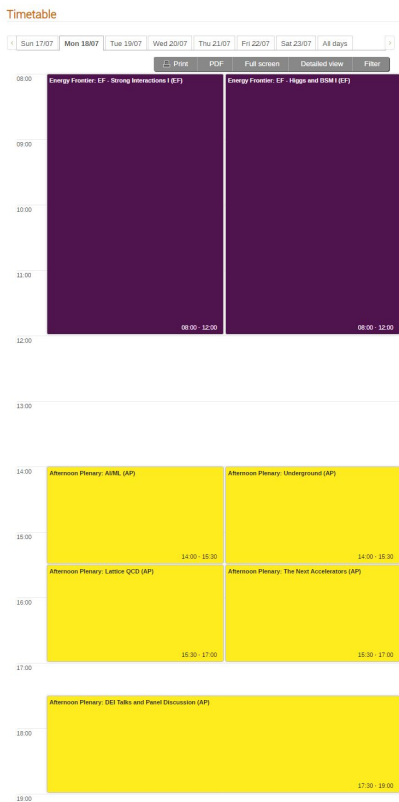 Timetable
Sun 17/07 Mon 18/07 Tue 19/07 Wed 20/07 Thu 21/07 Fri 22/07 Sat 23/07 All days
Print PDF Full screen Detailed view Filter
08:00
Energy Frontier: EF - Strong Interactions I (EF)
08:00 - 12:00
Energy Frontier: EF - Higgs and BSM I (EF)
08:00 - 12:00
09:00
10:00
11:00
12:00
13:00
14:00
Afternoon Plenary: AI/ML (AP)
14:00 - 15:30
Afternoon Plenary: Underground (AP)
14:00 - 15:30
15:00
Afternoon Plenary: Lattice QCD (AP)
15:30 - 17:00
Afternoon Plenary: The Next Accelerators (AP)
15:30 - 17:00
16:00
17:00
Afternoon Plenary: DEI Talks and Panel Discussion (AP)
17:30 - 19:00
18:00
19:00